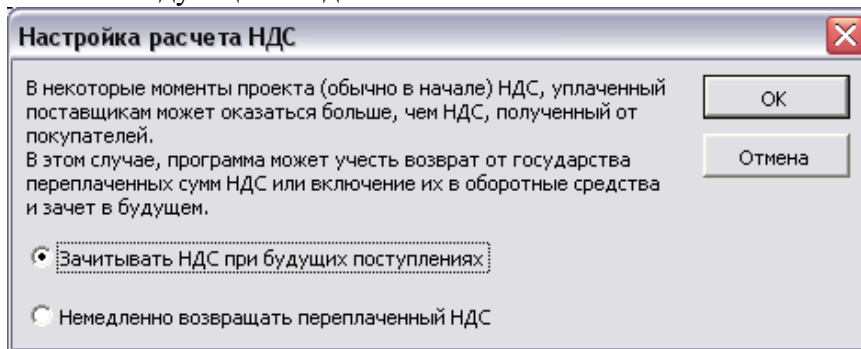 Настройка расчета НДС
В некоторые моменты проекта (обычно в начале) НДС, уплаченный
поставщикам может оказаться больше, чем НДС, полученный от
покупателей.
В этом случае, программа может учесть возврат от государства
переплаченных сумм НДС или включение их в оборотные средства
и зачет в будущем.
OK
Отмена
Зачитывать НДС при будущих поступлениях
Немедленно возвращать переплаченный НДС